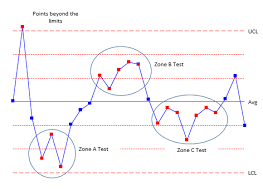 Points beyond the
limits
UCL
Zone B Test
Avg
Zone A Test
Zone C Test
LCL